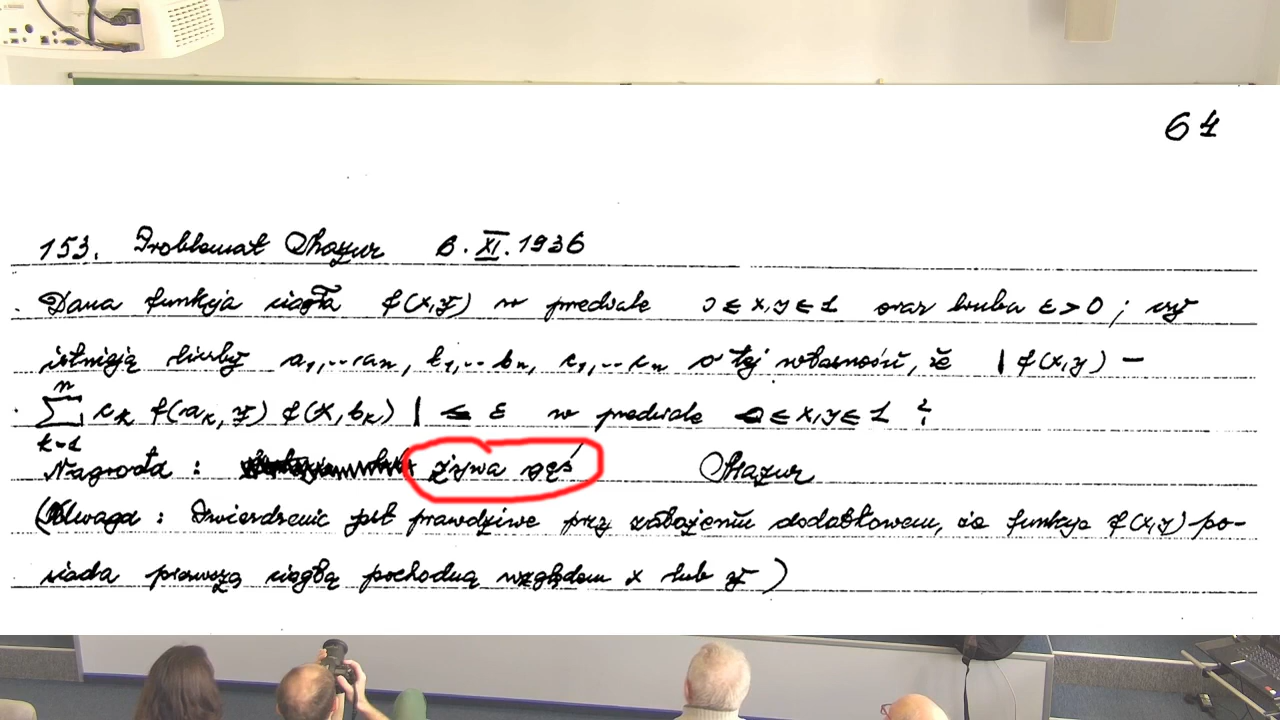 64
153. Problemat Mazur 6. XI. 1936
Dana funkcja ciągła f(x,y) w przedziale 0 ≤ x,y ≤ 1 oraz liczba ε > 0 ; czy
istnieją liczby a₁,...aₙ, b₁,...bₙ, c₁,...cₙ o tej własności, że | f(x,y) –
∑ₖ₌₁ⁿ cₖ f(aₖ, y) f(x, bₖ) | ≤ ε w przedziale 0 ≤ x,y ≤ 1 ?
Nagroda : żywa gęś Mazur
(Uwaga : Twierdzenie jest prawdziwe przy założeniu dodatkowem, że funkcja f(x,y) po-
siada pierwszą ciągłą pochodną względem x lub y )